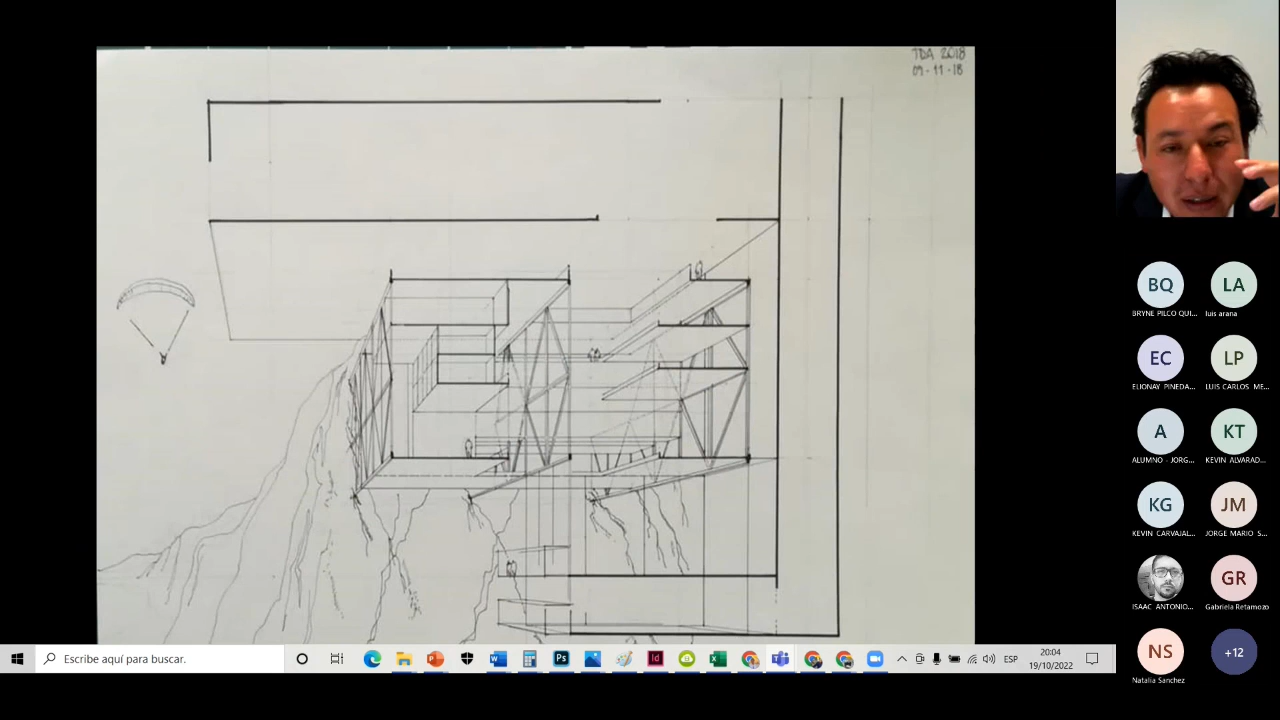 TDA 2018
09-11-18
BQ
LA
BRYNE PILCO QUI...
luis arana
EC
LP
ELIONAY PINEDA...
LUIS CARLOS ME...
A
KT
ALUMNO - JORG...
KEVIN ALVARAD...
KG
JM
KEVIN CARVAJAL...
JORGE MARIO S...
GR
ISAAC ANTONIO...
Gabriela Retamozo
NS
+12
Natalia Sanchez
Escribe aquí para buscar.
ESP
20:04
19/10/2022